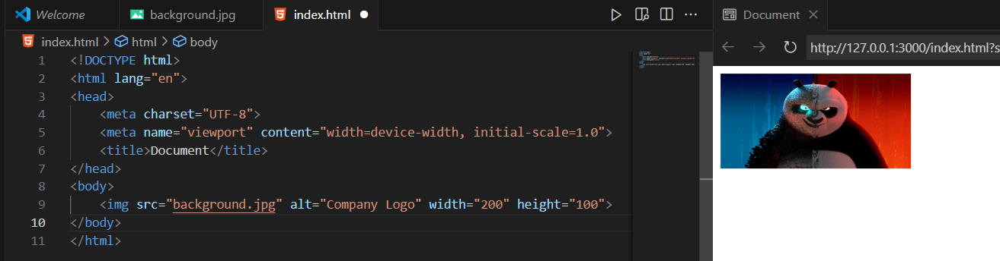 Welcome background.jpg index.html Document
index.html > html > body
http://127.0.0.1:3000/index.html?s
1 <!DOCTYPE html>
2 <html lang="en">
3 <head>
4 <meta charset="UTF-8">
5 <meta name="viewport" content="width=device-width, initial-scale=1.0">
6 <title>Document</title>
7 </head>
8 <body>
9 <img src="background.jpg" alt="Company Logo" width="200" height="100">
10 </body>
11 </html>